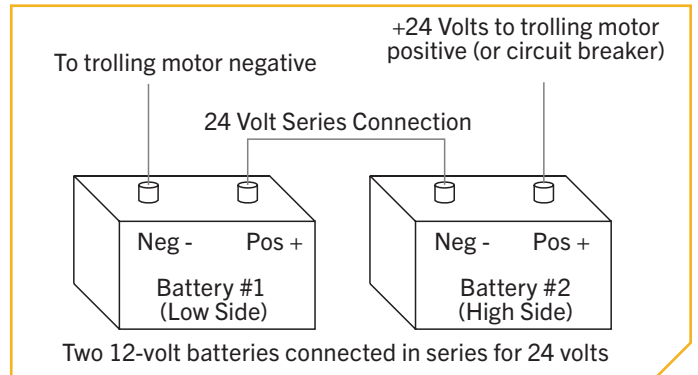 +24 Volts to trolling motor
positive (or circuit breaker)
To trolling motor negative
24 Volt Series Connection
Neg - Pos +
Battery #1
(Low Side)
Neg - Pos +
Battery #2
(High Side)
Two 12-volt batteries connected in series for 24 volts